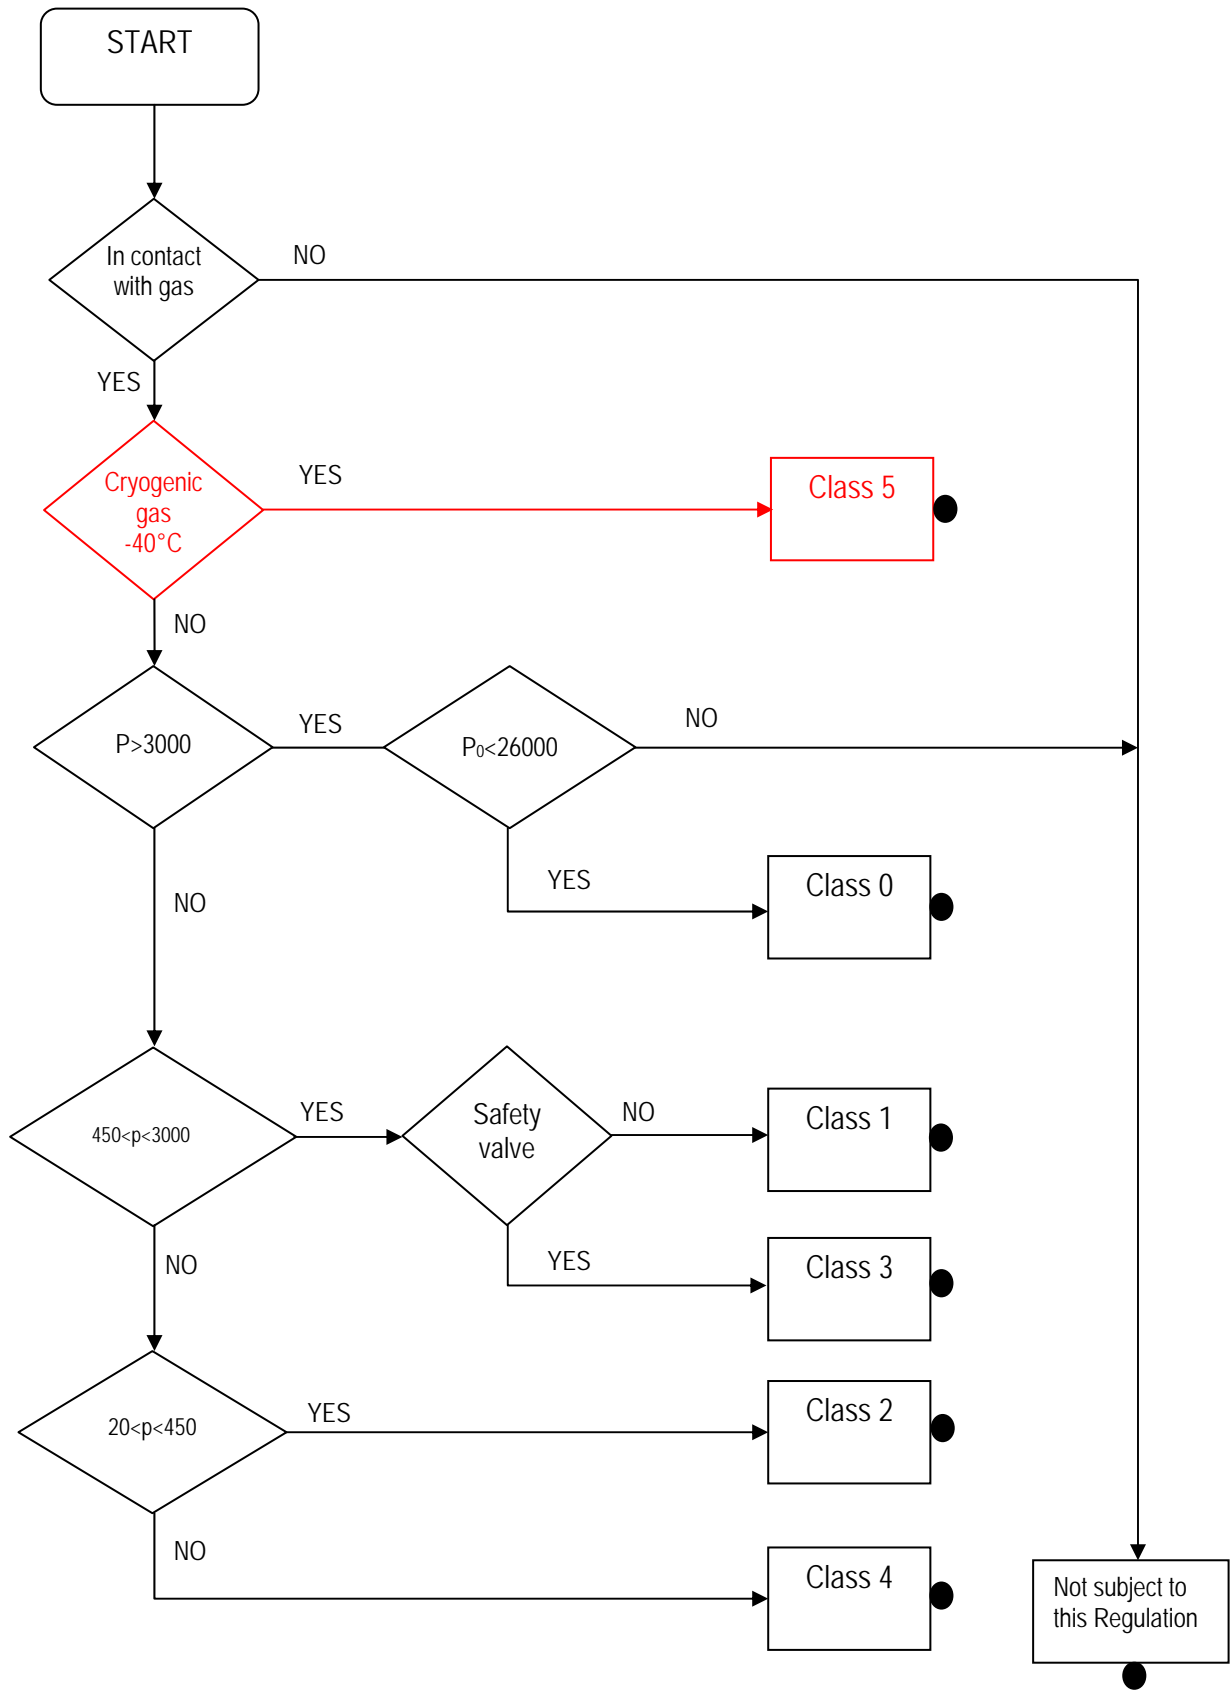 START
In contact
with gas
NO
YES
Cryogenic
gas
-40°C
YES
Class 5
NO
P>3000
YES
P₀<26000
NO
YES
Class 0
NO
450<p<3000
YES
Safety
valve
NO
Class 1
YES
Class 3
NO
20<p<450
YES
Class 2
NO
Class 4
Not subject to
this Regulation